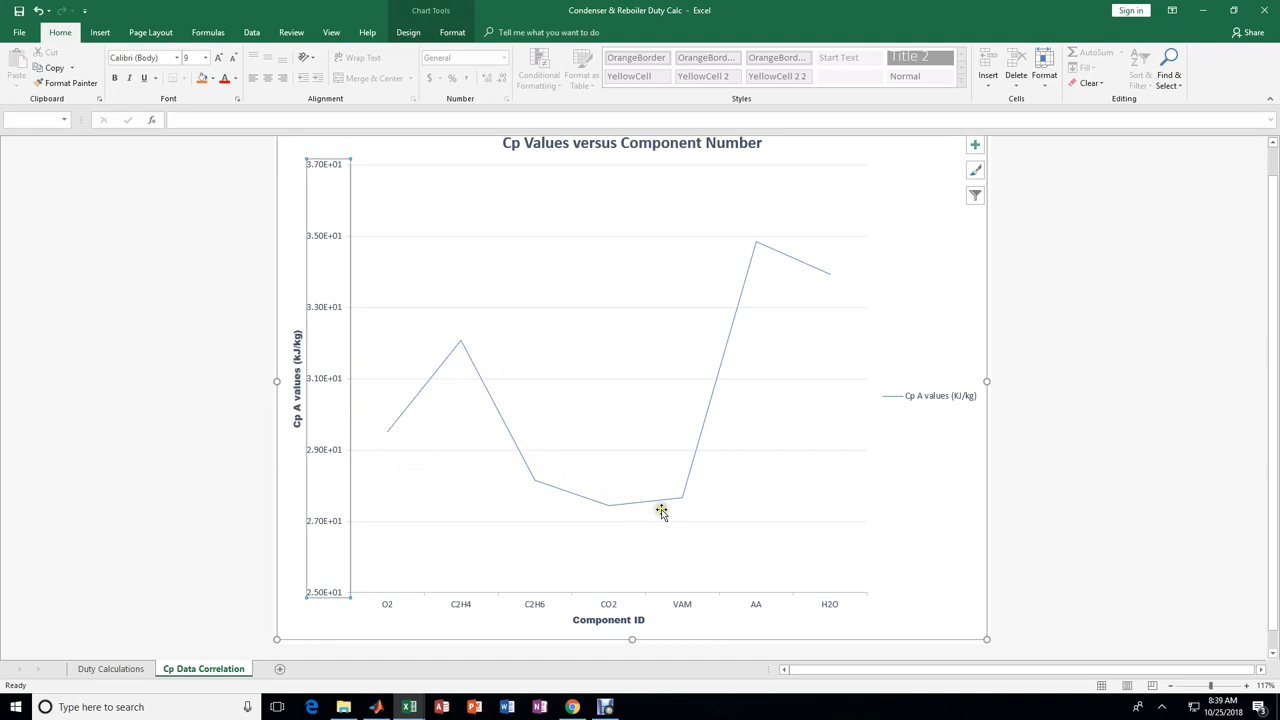 Chart Tools
Condenser & Reboiler Duty Calc - Excel
Sign in
File Home Insert Page Layout Formulas Data Review View Help Design Format Tell me what you want to do Share
Paste
Cut
Copy
Format Painter
Clipboard
Calibri (Body) 9
B I U
Font
Wrap Text
Merge & Center
Alignment
General
$ % ,
Number
Conditional Formatting
Format as Table
OrangeBorder OrangeBord... OrangeBord... Start Text Title 2
YellowCell 2 YellowCell 2 YellowCell 2 2 Normal
Styles
Insert Delete Format
Cells
AutoSum
Fill
Clear
Sort & Filter
Find & Select
Editing
fx
Cp Values versus Component Number
3.70E+01
3.50E+01
3.30E+01
3.10E+01
2.90E+01
2.70E+01
2.50E+01
Cp A values (kJ/kg)
Cp A values (KJ/kg)
O2 C2H4 C2H6 CO2 VAM AA H2O
Component ID
Duty Calculations Cp Data Correlation
Ready
117%
Type here to search
8:39 AM
10/25/2018